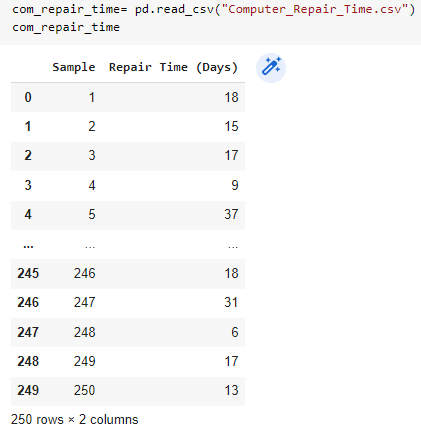 com_repair_time= pd.read_csv("Computer_Repair_Time.csv")
com_repair_time
Sample Repair Time (Days)
0 1 18
1 2 15
2 3 17
3 4 9
4 5 37
... ... ...
245 246 18
246 247 31
247 248 6
248 249 17
249 250 13
250 rows × 2 columns